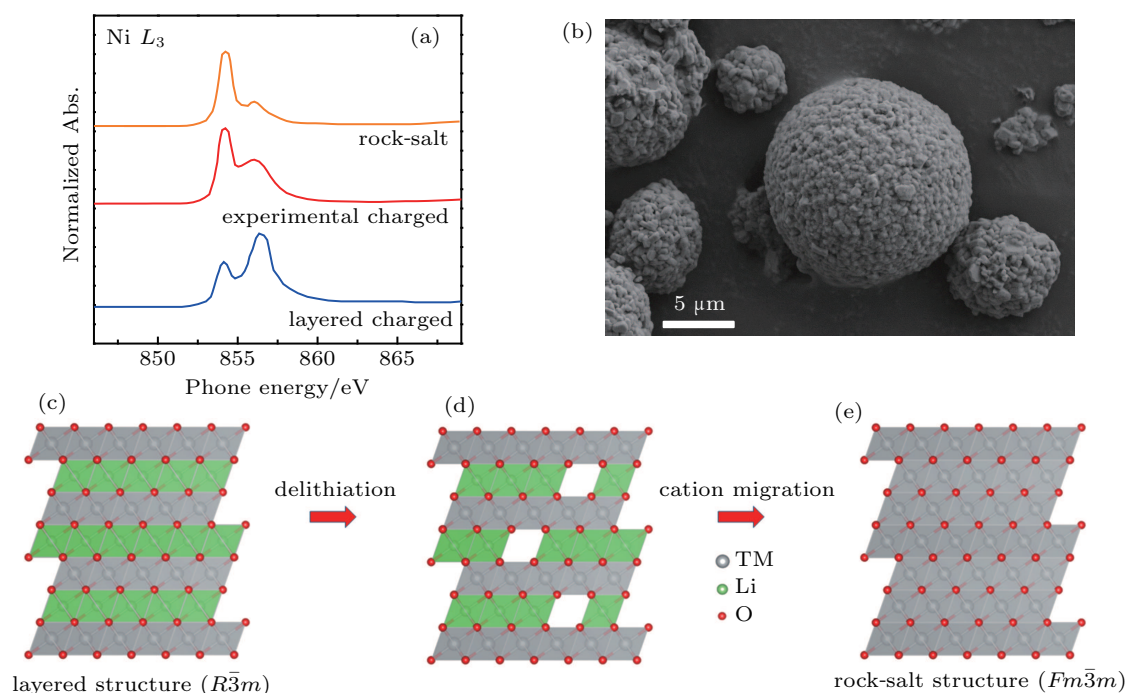 Ni L₃
(a)
rock-salt
experimental charged
layered charged
Normalized Abs.
850 855 860 865
Phone energy/eV
(b)
5 µm
(c)
(d)
(e)
delithiation
cation migration
TM
Li
O
layered structure (R3̄m)
rock-salt structure (Fm3̄m)